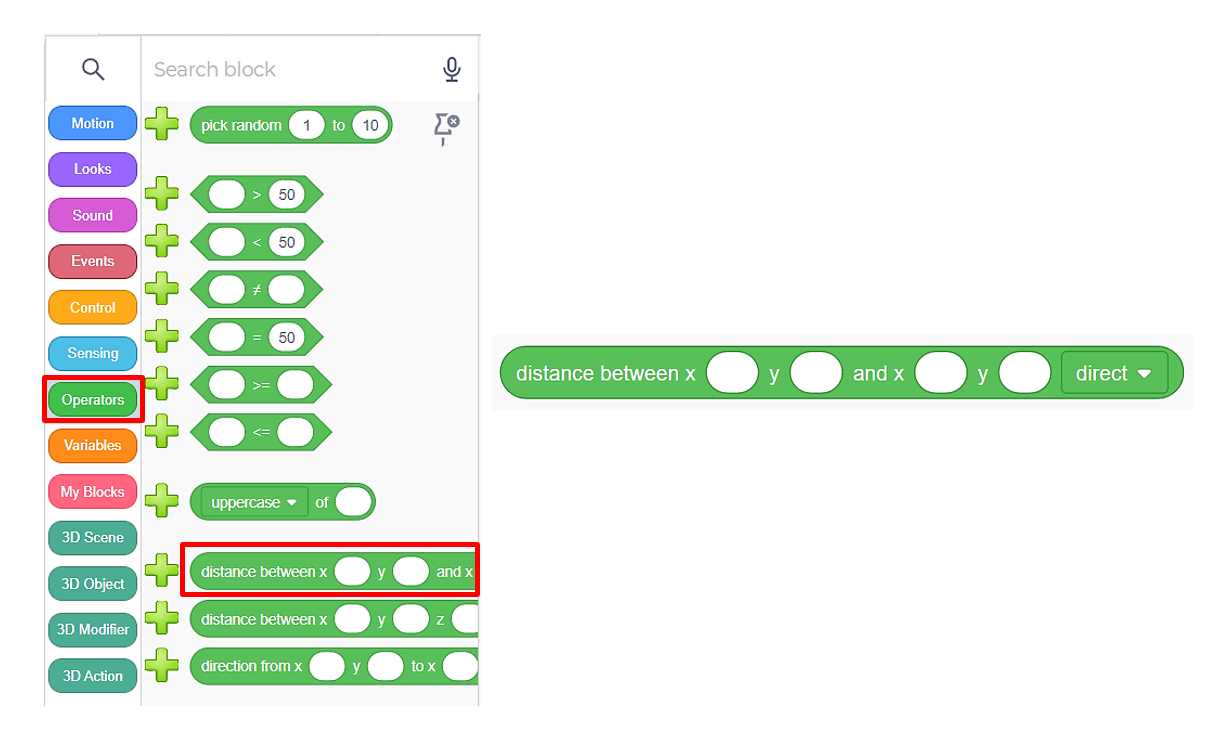 Search block
Motion
Looks
Sound
Events
Control
Sensing
Operators
Variables
My Blocks
3D Scene
3D Object
3D Modifier
3D Action
pick random 1 to 10
> 50
< 50
≠
= 50
>=
<=
uppercase of
distance between x y and x
distance between x y z
direction from x y to x
distance between x y and x y direct